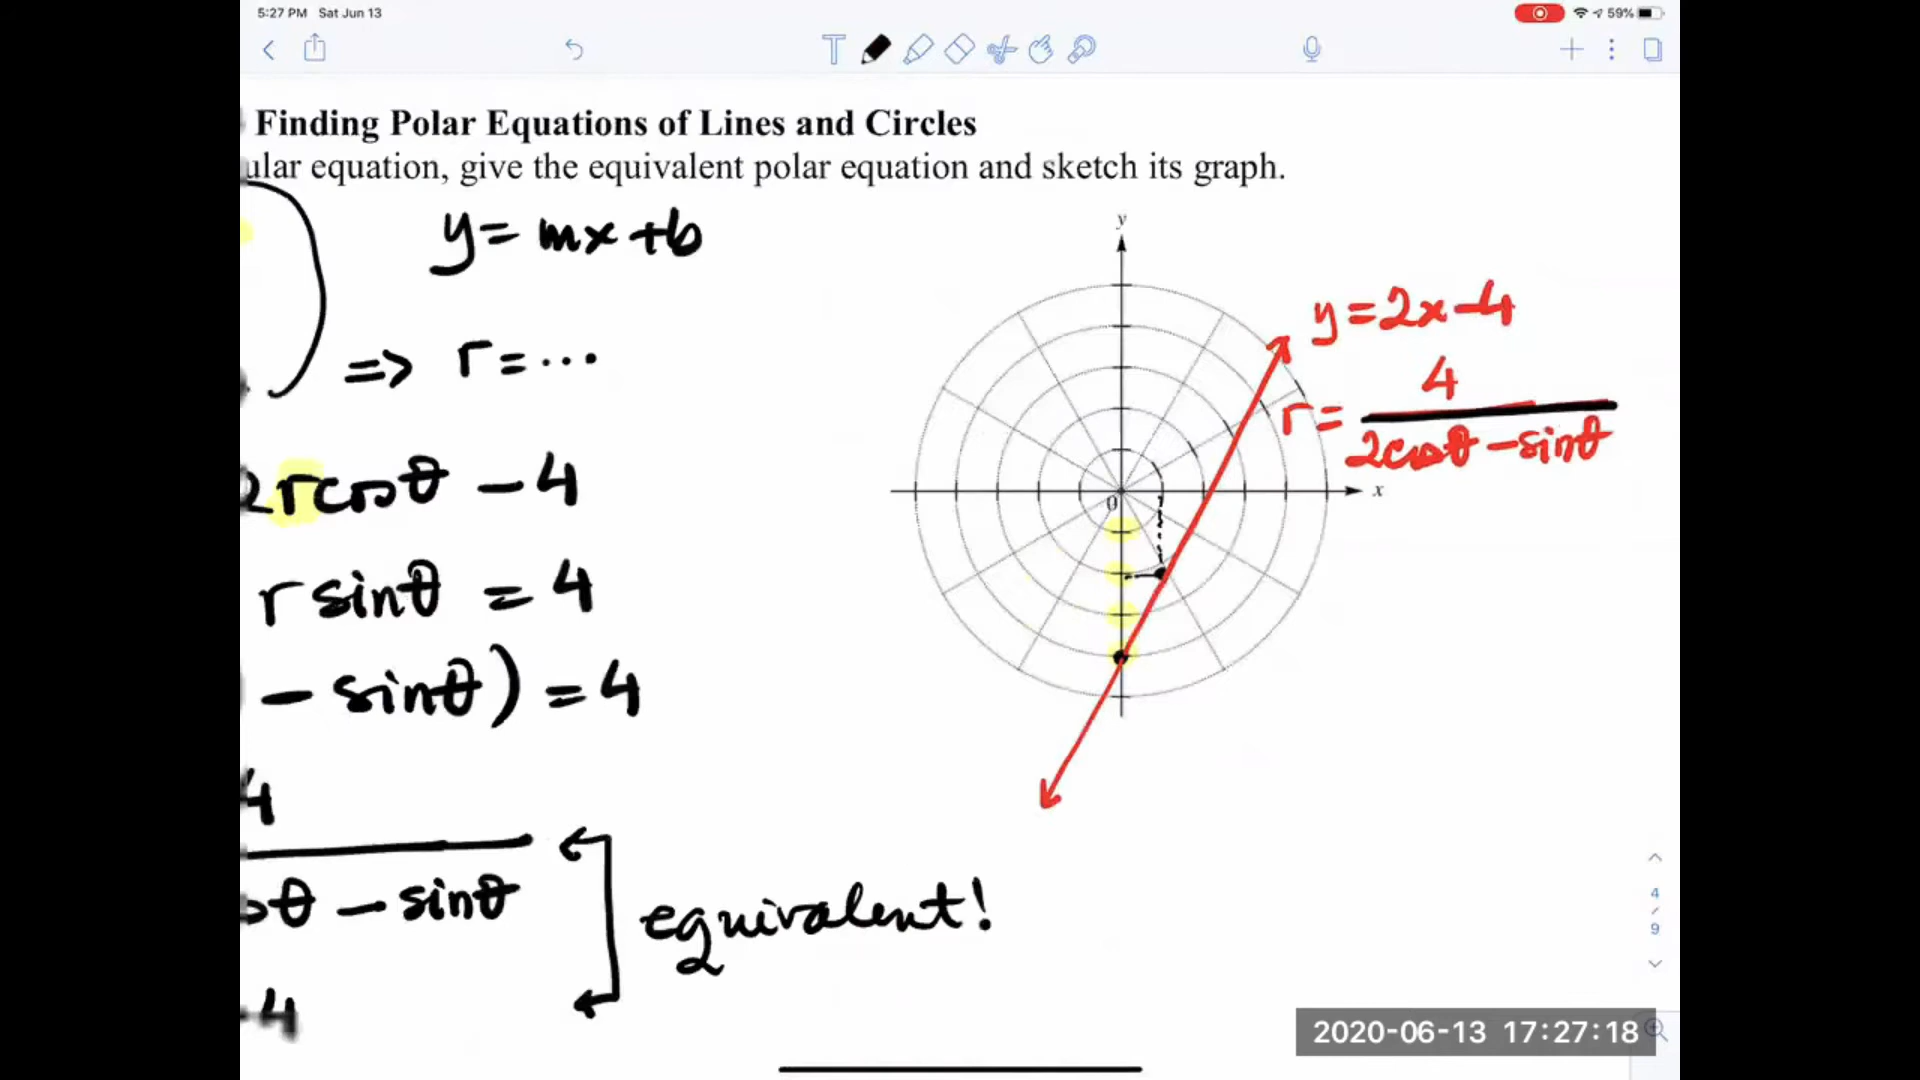 5:27 PM Sat Jun 13
59%
Finding Polar Equations of Lines and Circles
ular equation, give the equivalent polar equation and sketch its graph.
y = mx + b
⇒ r = ...
2rcosθ - 4
r sinθ = 4
) - sinθ) = 4
4
osθ - sinθ
equivalent!
-4
y
y = 2x - 4
4
r =
2cosθ - sinθ
0
x
4
/
9
2020-06-13 17:27:18